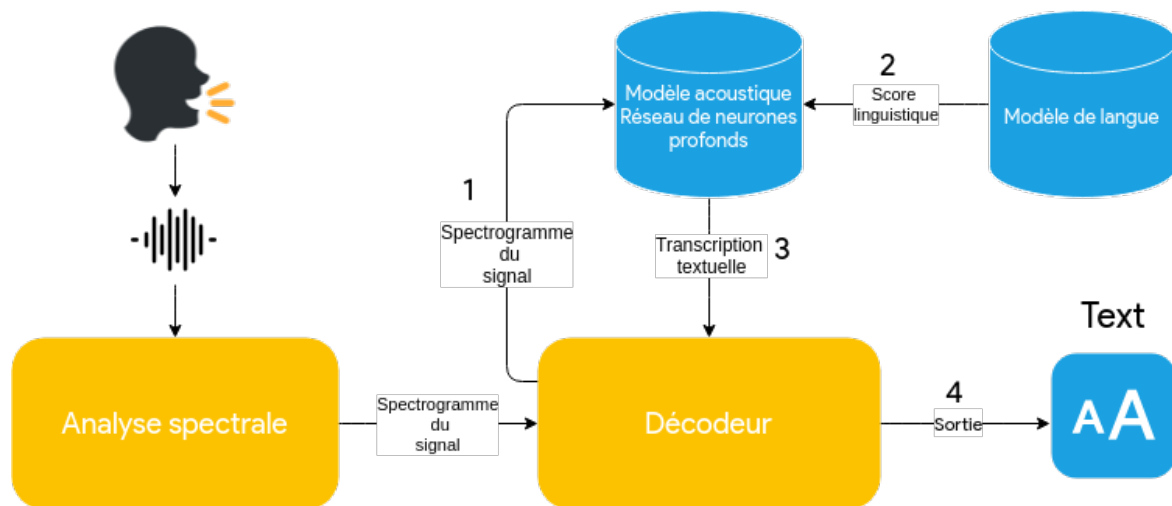 Modèle acoustique
Réseau de neurones
profonds
2
Score
linguistique
Modèle de langue
1
Spectrogramme
du
signal
Transcription
textuelle
3
Text
Analyse spectrale
Spectrogramme
du
signal
Décodeur
4
Sortie
AA